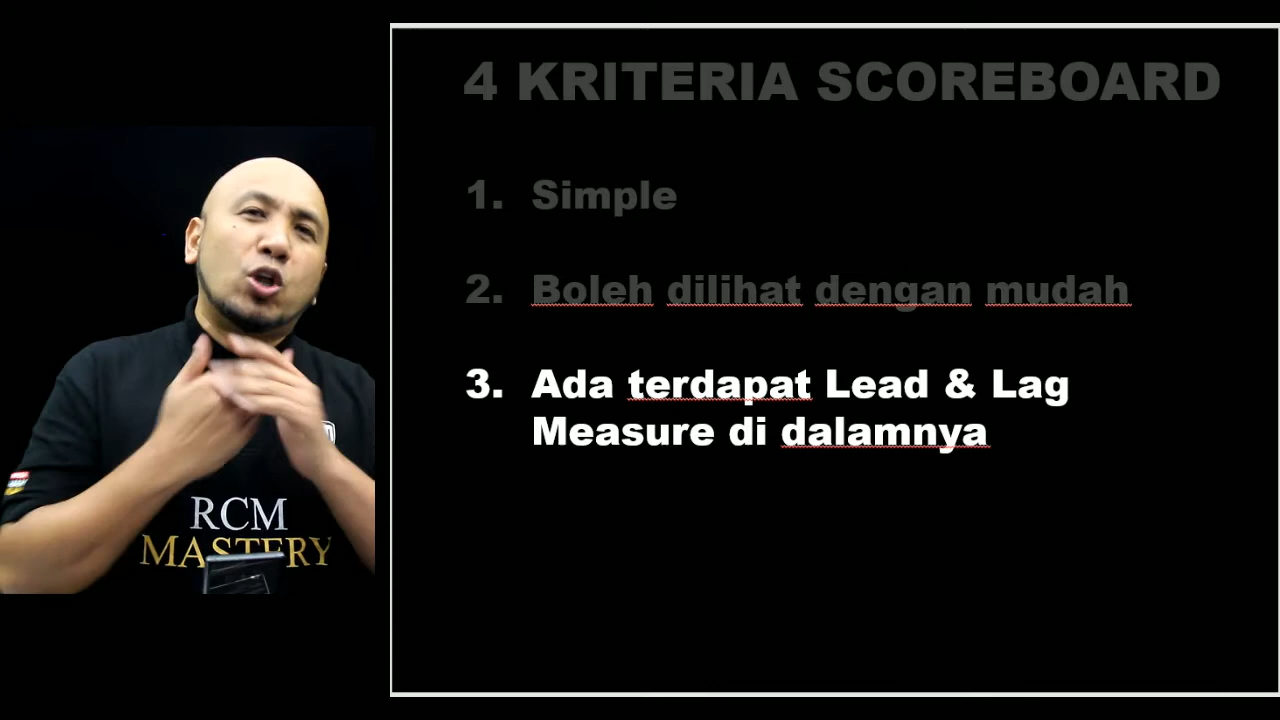 4 KRITERIA SCOREBOARD
1. Simple
2. Boleh dilihat dengan mudah
3. Ada terdapat Lead & Lag
Measure di dalamnya
RCM
MASTERY